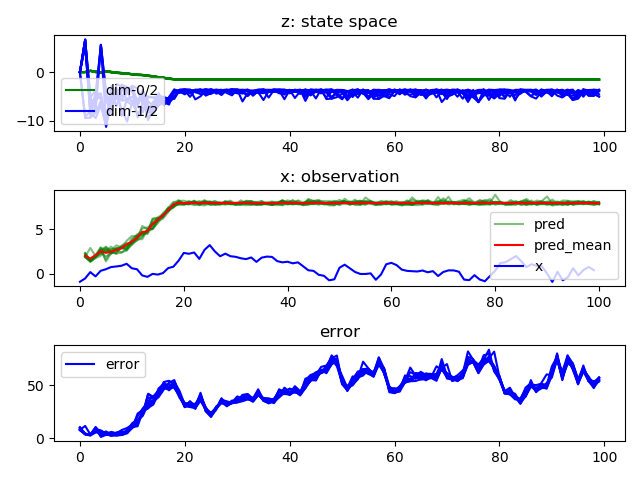 z: state space
0
−10
dim-0/2
dim-1/2
0 20 40 60 80 100
x: observation
5
0
pred
pred_mean
x
0 20 40 60 80 100
error
50
0
error
0 20 40 60 80 100